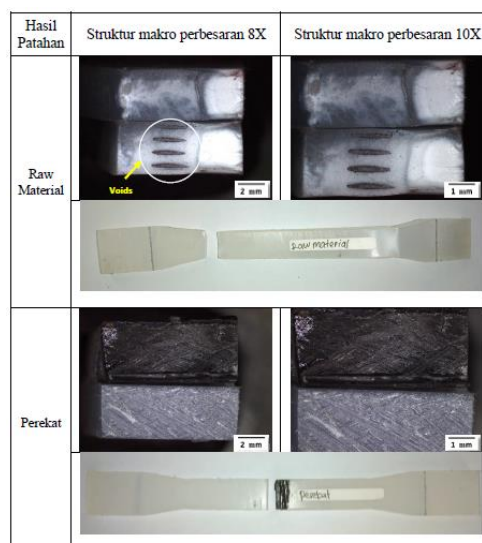 Hasil
Patahan
Struktur makro perbesaran 8X
Struktur makro perbesaran 10X
Raw
Material
Voids
2 mm
1 mm
Raw material
Perekat
2 mm
1 mm
perekat